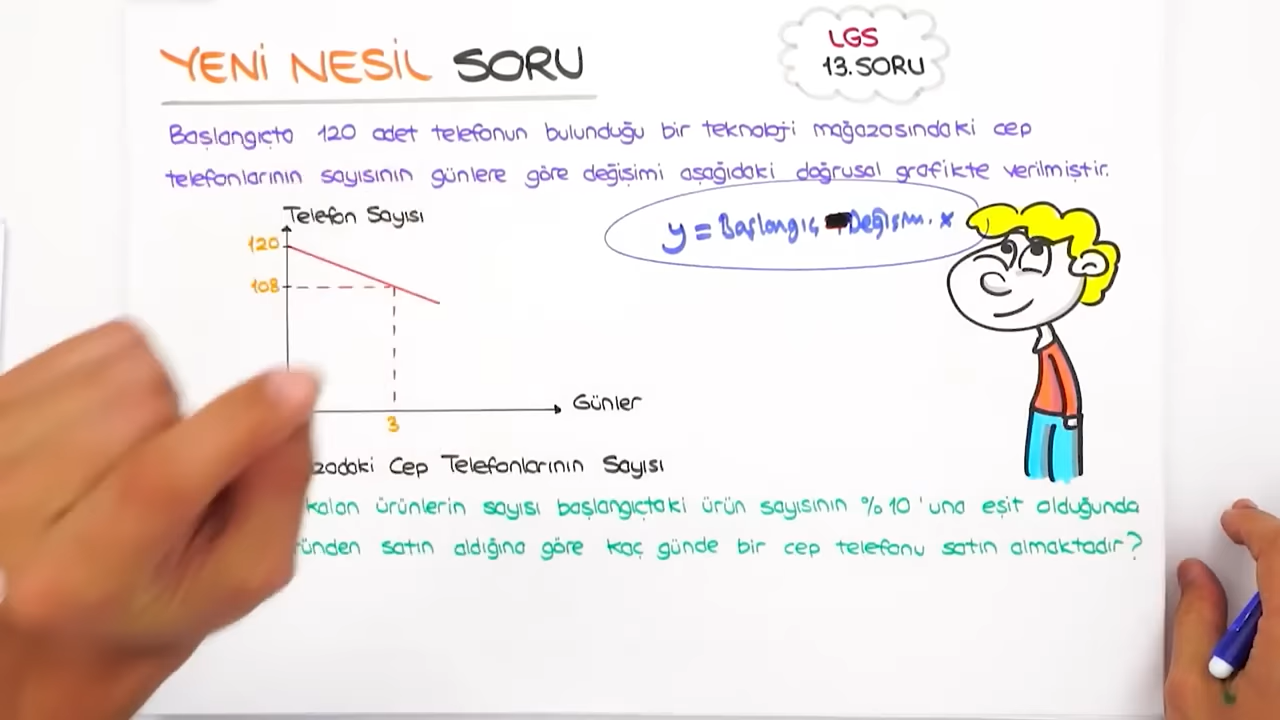 YENİ NESİL SORU
LGS
13.SORU
Başlangıçta 120 adet telefonun bulunduğu bir teknoloji mağazasındaki cep
telefonlarının sayısının günlere göre değişimi aşağıdaki doğrusal grafikte verilmiştir.
Telefon Sayısı
y = Başlangıç Değişim. x
120
108
Günler
3
Cep Telefonlarının Sayısı
kalan ürünlerin sayısı başlangıçtaki ürün sayısının %10'una eşit olduğunda
satın aldığına göre kaç günde bir cep telefonu satın almaktadır?